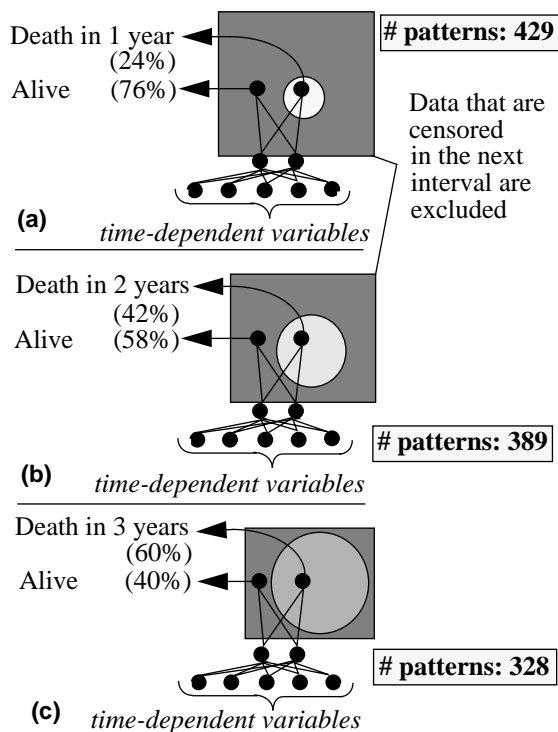 Death in 1 year
(24%)
Alive (76%)
# patterns: 429
Data that are
censored
in the next
interval are
excluded
(a)
time-dependent variables
Death in 2 years
(42%)
Alive (58%)
# patterns: 389
(b)
time-dependent variables
Death in 3 years
(60%)
Alive (40%)
# patterns: 328
(c)
time-dependent variables